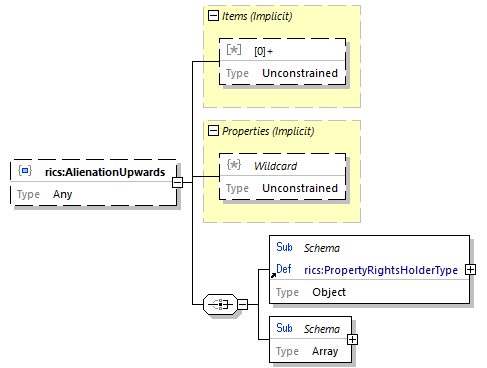 Items (Implicit)
[0]+
Type Unconstrained
Properties (Implicit)
Wildcard
Type Unconstrained
rics:AlienationUpwards
Type Any
Sub Schema
Def rics:PropertyRightsHolderType
Type Object
Sub Schema
Type Array